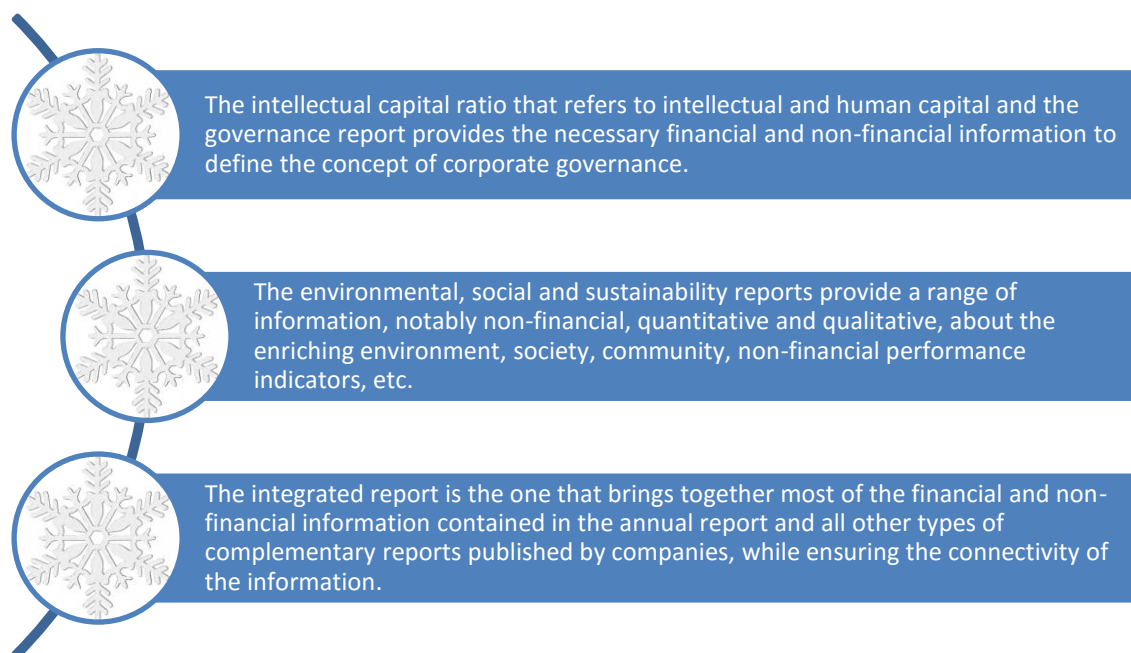 The intellectual capital ratio that refers to intellectual and human capital and the
governance report provides the necessary financial and non-financial information to
define the concept of corporate governance.
The environmental, social and sustainability reports provide a range of
information, notably non-financial, quantitative and qualitative, about the
enriching environment, society, community, non-financial performance
indicators, etc.
The integrated report is the one that brings together most of the financial and non-
financial information contained in the annual report and all other types of
complementary reports published by companies, while ensuring the connectivity of
the information.